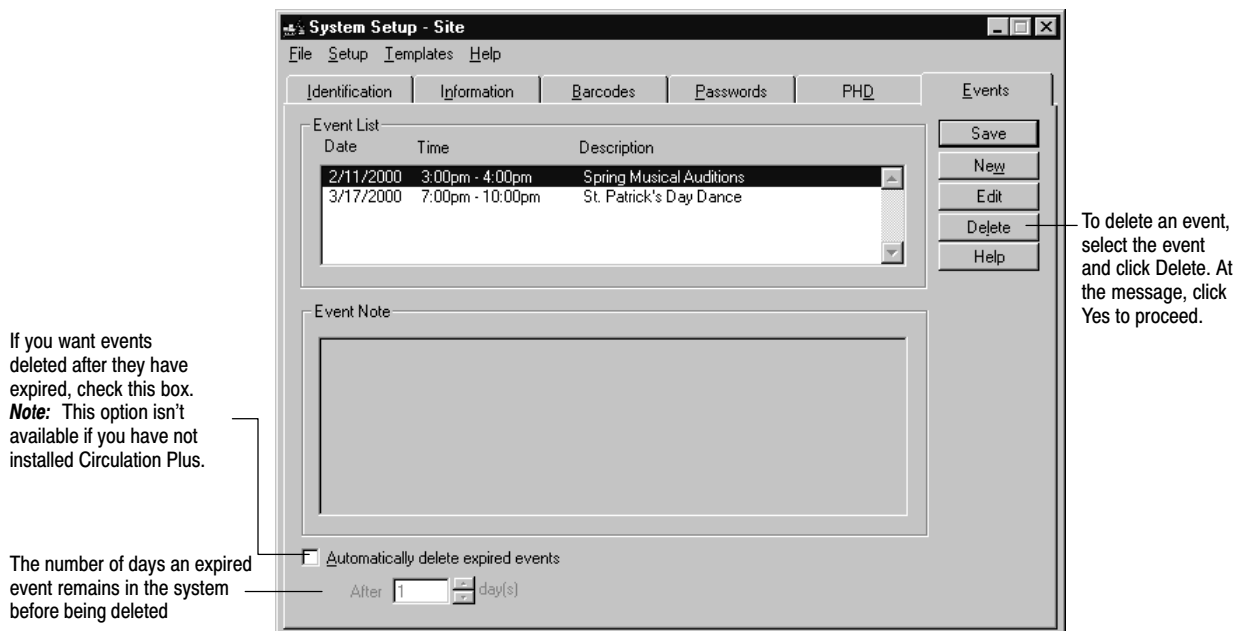 System Setup - Site
File Setup Templates Help
Identification Information Barcodes Passwords PHD Events
Event List
Date Time Description
2/11/2000 3:00pm - 4:00pm Spring Musical Auditions
3/17/2000 7:00pm - 10:00pm St. Patrick's Day Dance
Save
New
Edit
Delete
Help
To delete an event,
select the event
and click Delete. At
the message, click
Yes to proceed.
Event Note
If you want events
deleted after they have
expired, check this box.
Note: This option isn't
available if you have not
installed Circulation Plus.
Automatically delete expired events
After 1 day(s)
The number of days an expired
event remains in the system
before being deleted